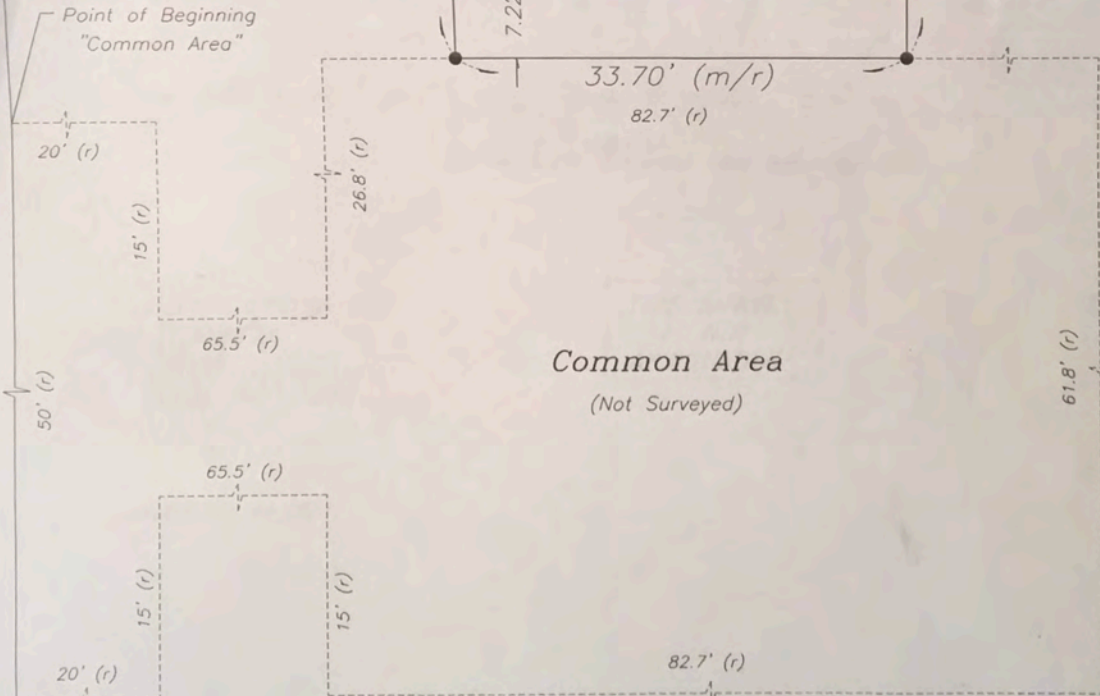 Point of Beginning
"Common Area"
33.70' (m/r)
82.7' (r)
20' (r)
26.8' (r)
15' (r)
65.5' (r)
Common Area
(Not Surveyed)
61.8' (r)
50' (r)
65.5' (r)
15' (r)
15' (r)
20' (r)
82.7' (r)